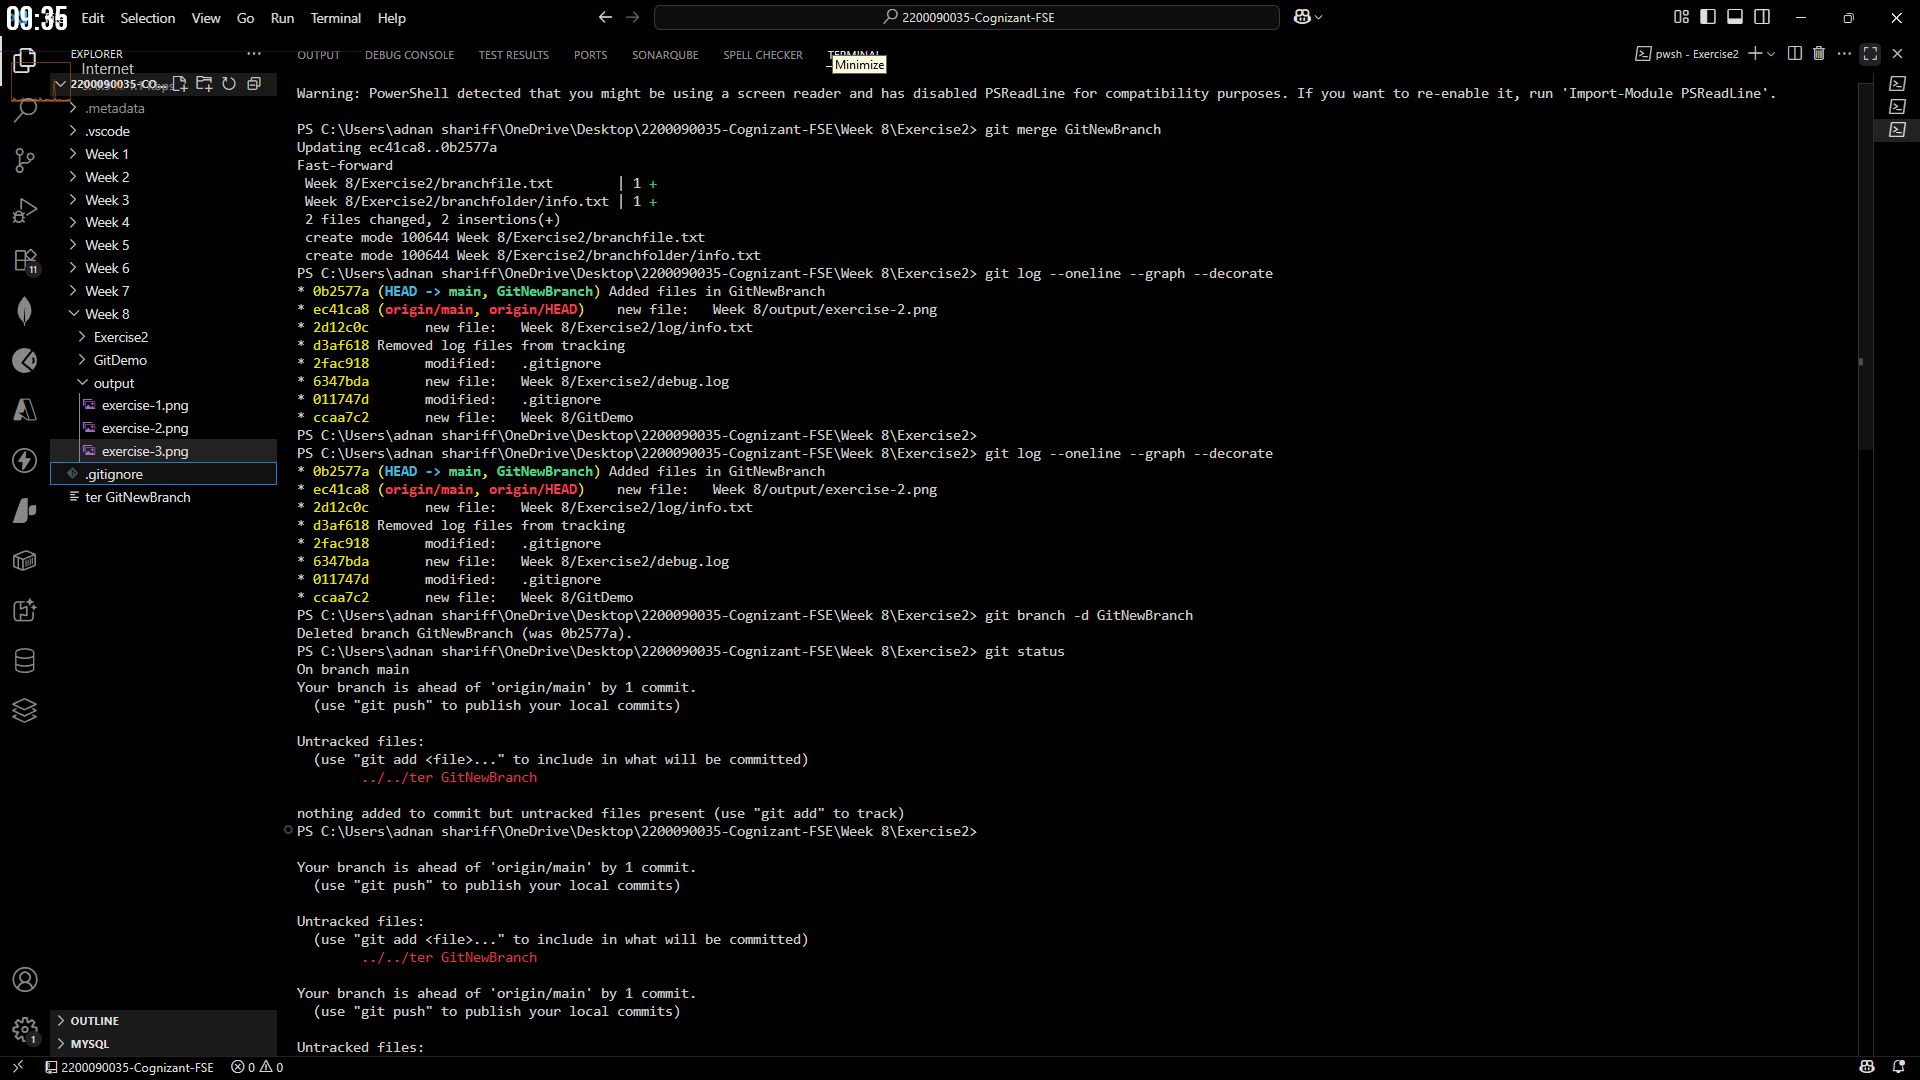 09:35
Edit Selection View Go Run Terminal Help
2200090035-Cognizant-FSE
EXPLORER
Internet
2200090035-CO...
.metadata
.vscode
Week 1
Week 2
Week 3
Week 4
Week 5
Week 6
Week 7
Week 8
Exercise2
GitDemo
output
exercise-1.png
exercise-2.png
exercise-3.png
.gitignore
ter GitNewBranch
11
1
OUTLINE
MYSQL
OUTPUT DEBUG CONSOLE TEST RESULTS PORTS SONARQUBE SPELL CHECKER TERMINAL
Minimize
pwsh - Exercise2
Warning: PowerShell detected that you might be using a screen reader and has disabled PSReadLine for compatibility purposes. If you want to re-enable it, run 'Import-Module PSReadLine'.
PS C:\Users\adnan shariff\OneDrive\Desktop\2200090035-Cognizant-FSE\Week 8\Exercise2> git merge GitNewBranch
Updating ec41ca8..0b2577a
Fast-forward
Week 8/Exercise2/branchfile.txt | 1 +
Week 8/Exercise2/branchfolder/info.txt | 1 +
2 files changed, 2 insertions(+)
create mode 100644 Week 8/Exercise2/branchfile.txt
create mode 100644 Week 8/Exercise2/branchfolder/info.txt
PS C:\Users\adnan shariff\OneDrive\Desktop\2200090035-Cognizant-FSE\Week 8\Exercise2> git log --oneline --graph --decorate
* 0b2577a (HEAD -> main, GitNewBranch) Added files in GitNewBranch
* ec41ca8 (origin/main, origin/HEAD) new file: Week 8/output/exercise-2.png
* 2d12c0c new file: Week 8/Exercise2/log/info.txt
* d3af618 Removed log files from tracking
* 2fac918 modified: .gitignore
* 6347bda new file: Week 8/Exercise2/debug.log
* 011747d modified: .gitignore
* ccaa7c2 new file: Week 8/GitDemo
PS C:\Users\adnan shariff\OneDrive\Desktop\2200090035-Cognizant-FSE\Week 8\Exercise2>
PS C:\Users\adnan shariff\OneDrive\Desktop\2200090035-Cognizant-FSE\Week 8\Exercise2> git log --oneline --graph --decorate
* 0b2577a (HEAD -> main, GitNewBranch) Added files in GitNewBranch
* ec41ca8 (origin/main, origin/HEAD) new file: Week 8/output/exercise-2.png
* 2d12c0c new file: Week 8/Exercise2/log/info.txt
* d3af618 Removed log files from tracking
* 2fac918 modified: .gitignore
* 6347bda new file: Week 8/Exercise2/debug.log
* 011747d modified: .gitignore
* ccaa7c2 new file: Week 8/GitDemo
PS C:\Users\adnan shariff\OneDrive\Desktop\2200090035-Cognizant-FSE\Week 8\Exercise2> git branch -d GitNewBranch
Deleted branch GitNewBranch (was 0b2577a).
PS C:\Users\adnan shariff\OneDrive\Desktop\2200090035-Cognizant-FSE\Week 8\Exercise2> git status
On branch main
Your branch is ahead of 'origin/main' by 1 commit.
(use "git push" to publish your local commits)
Untracked files:
(use "git add <file>..." to include in what will be committed)
../../ter GitNewBranch
nothing added to commit but untracked files present (use "git add" to track)
PS C:\Users\adnan shariff\OneDrive\Desktop\2200090035-Cognizant-FSE\Week 8\Exercise2>
Your branch is ahead of 'origin/main' by 1 commit.
(use "git push" to publish your local commits)
Untracked files:
(use "git add <file>..." to include in what will be committed)
../../ter GitNewBranch
Your branch is ahead of 'origin/main' by 1 commit.
(use "git push" to publish your local commits)
Untracked files:
2200090035-Cognizant-FSE 0 0